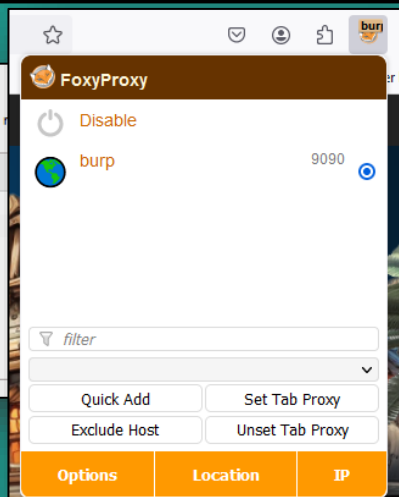 burp
FoxyProxy
Disable
burp 9090
filter
Quick Add Set Tab Proxy
Exclude Host Unset Tab Proxy
Options Location IP